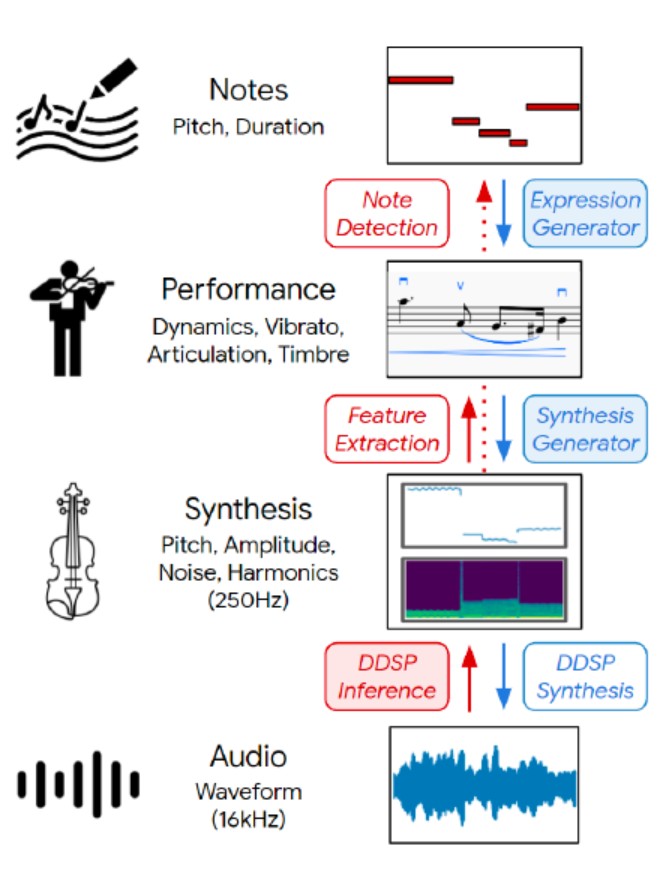 Notes
Pitch, Duration
Note
Detection
Expression
Generator
Performance
Dynamics, Vibrato,
Articulation, Timbre
Feature
Extraction
Synthesis
Generator
Synthesis
Pitch, Amplitude,
Noise, Harmonics
(250Hz)
DDSP
Inference
DDSP
Synthesis
Audio
Waveform
(16kHz)